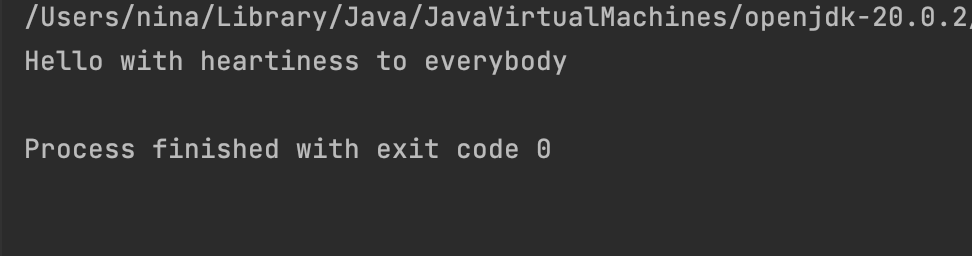 /Users/nina/Library/Java/JavaVirtualMachines/openjdk-20.0.2/
Hello with heartiness to everybody
Process finished with exit code 0